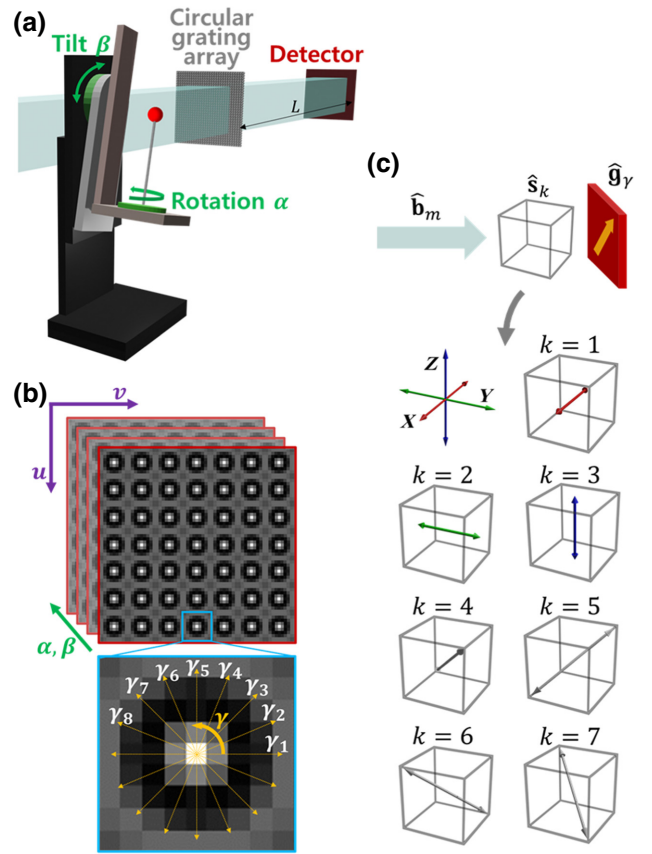 (a)
Tilt β
Circular
grating
array
Detector
L
Rotation α
(b)
v
u
α, β
γ₁
γ₂
γ₃
γ₄
γ₅
γ₆
γ₇
γ₈
γ
(c)
b̂ₘ
ŝₖ
ĝᵧ
Z
Y
X
k = 1
k = 2
k = 3
k = 4
k = 5
k = 6
k = 7